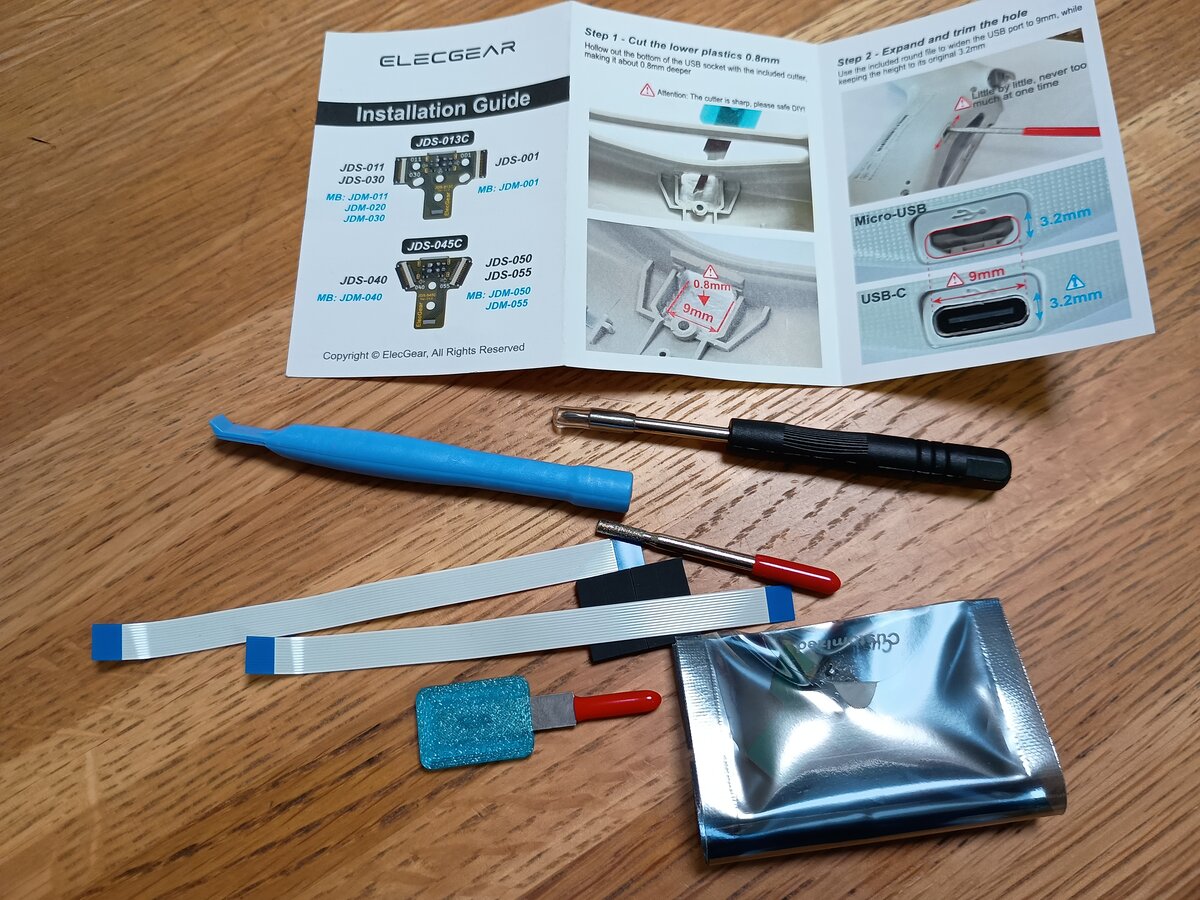 ELECGEAR
Installation Guide
JDS-013C
JDS-011
JDS-030
MB: JDM-011
JDM-020
JDM-030
011
001
030
JDS-001
MB: JDM-001
JDS-045C
JDS-040
MB: JDM-040
040
055
JDS-050
JDS-055
MB: JDM-050
JDM-055
Copyright © ElecGear, All Rights Reserved
Step 1 - Cut the lower plastics 0.8mm
Hollow out the bottom of the USB socket with the included cutter,
making it about 0.8mm deeper
Attention: The cutter is sharp, please safe DIY!
0.8mm
9mm
Step 2 - Expand and trim the hole
Use the included round file to widen the USB port to 9mm, while
keeping the height to its original 3.2mm
Little by little, never too
much at one time
Micro-USB
3.2mm
9mm
USB-C
3.2mm
Customized